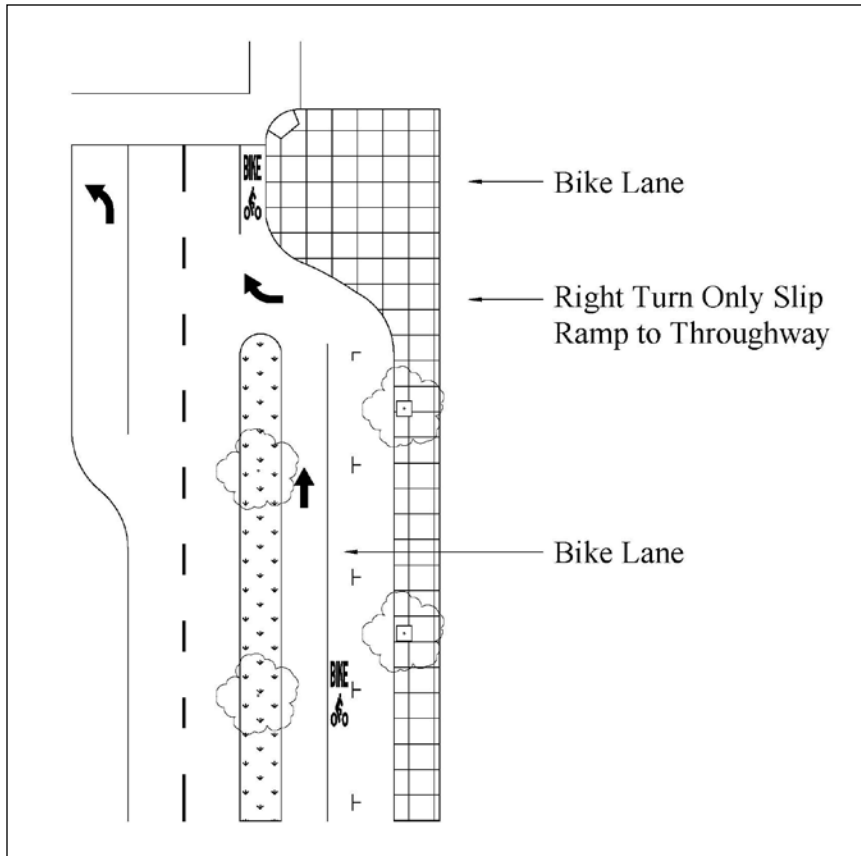 BIKE
Bike Lane
Right Turn Only Slip
Ramp to Throughway
Bike Lane
BIKE